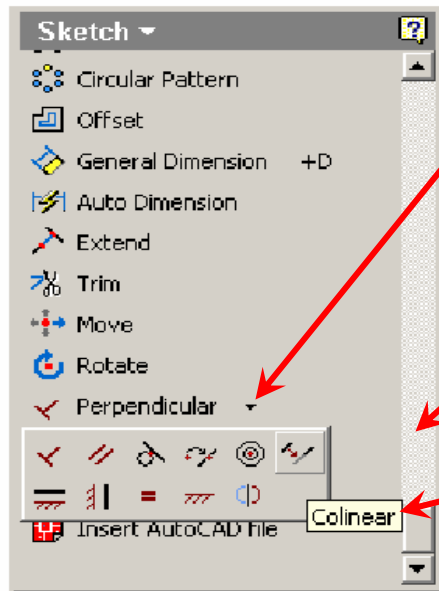 Sketch
Circular Pattern
Offset
General Dimension +D
Auto Dimension
Extend
Trim
Move
Rotate
Perpendicular
Colinear
Insert AutoCAD file